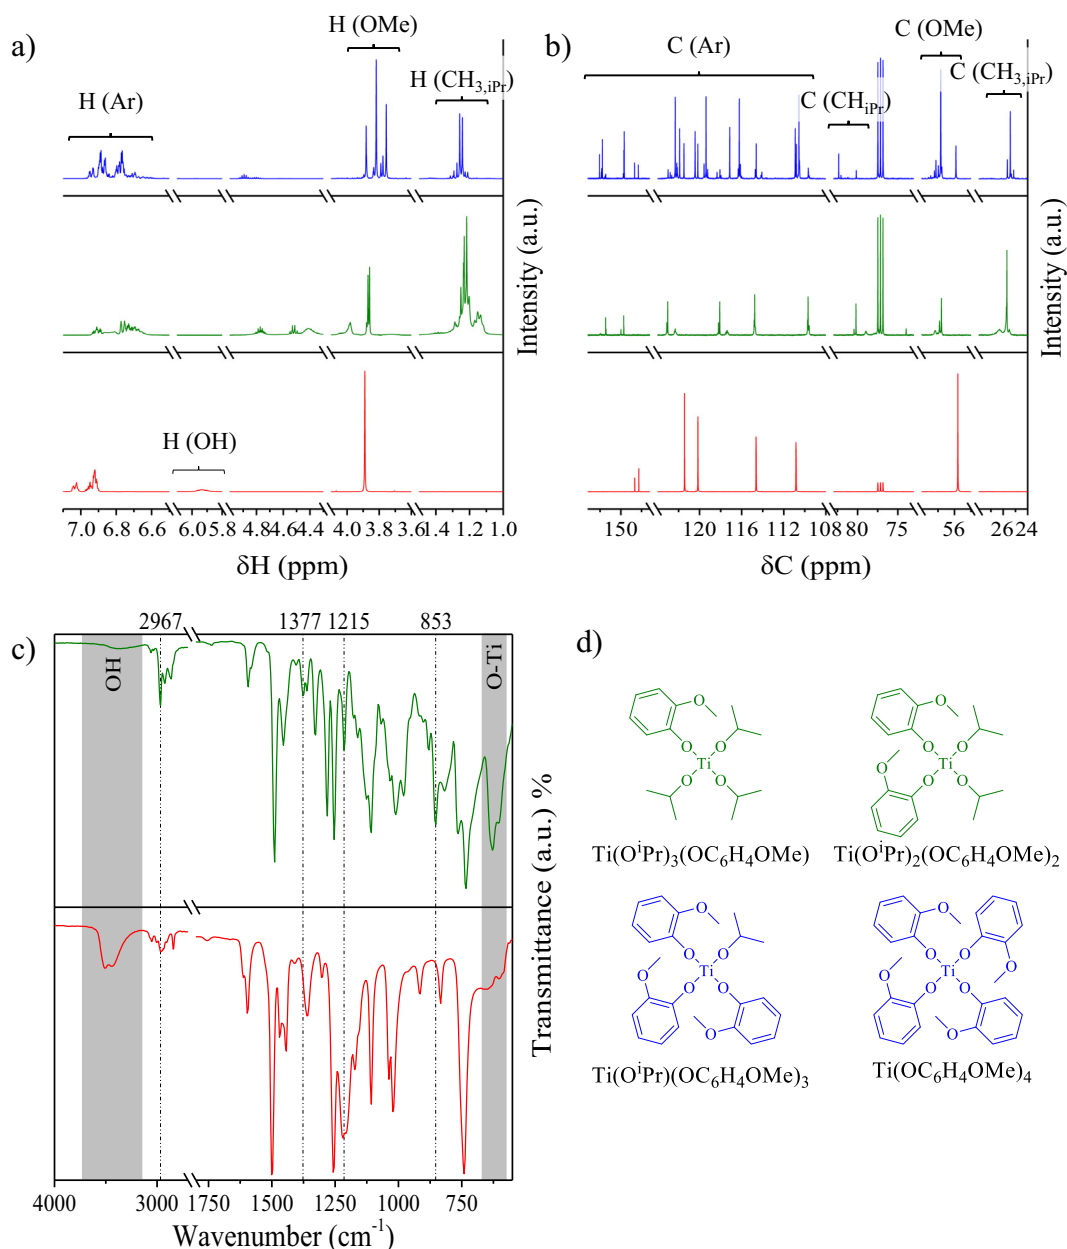 a)
H (OMe)
H (CH3,iPr)
H (Ar)
H (OH)
Intensity (a.u.)
7.0 6.8 6.6 6.0 5.8 4.8 4.6 4.4 4.0 3.8 3.6 1.4 1.2 1.0
δH (ppm)
b)
C (Ar)
C (OMe)
C (CH3,iPr)
C (CHiPr)
Intensity (a.u.)
150 120 116 112 108 80 75 56 26 24
δC (ppm)
c)
2967 1377 1215 853
OH
O-Ti
Transmittance (a.u.) %
4000 3000 1750 1500 1250 1000 750
Wavenumber (cm-1)
d)
O
O O
Ti
O O
Ti(OiPr)3(OC6H4OMe)
O
O O
O Ti
O O
Ti(OiPr)2(OC6H4OMe)2
O
O O
O Ti
O O
O
Ti(OiPr)(OC6H4OMe)3
O
O O
O Ti O
O O
O
Ti(OC6H4OMe)4